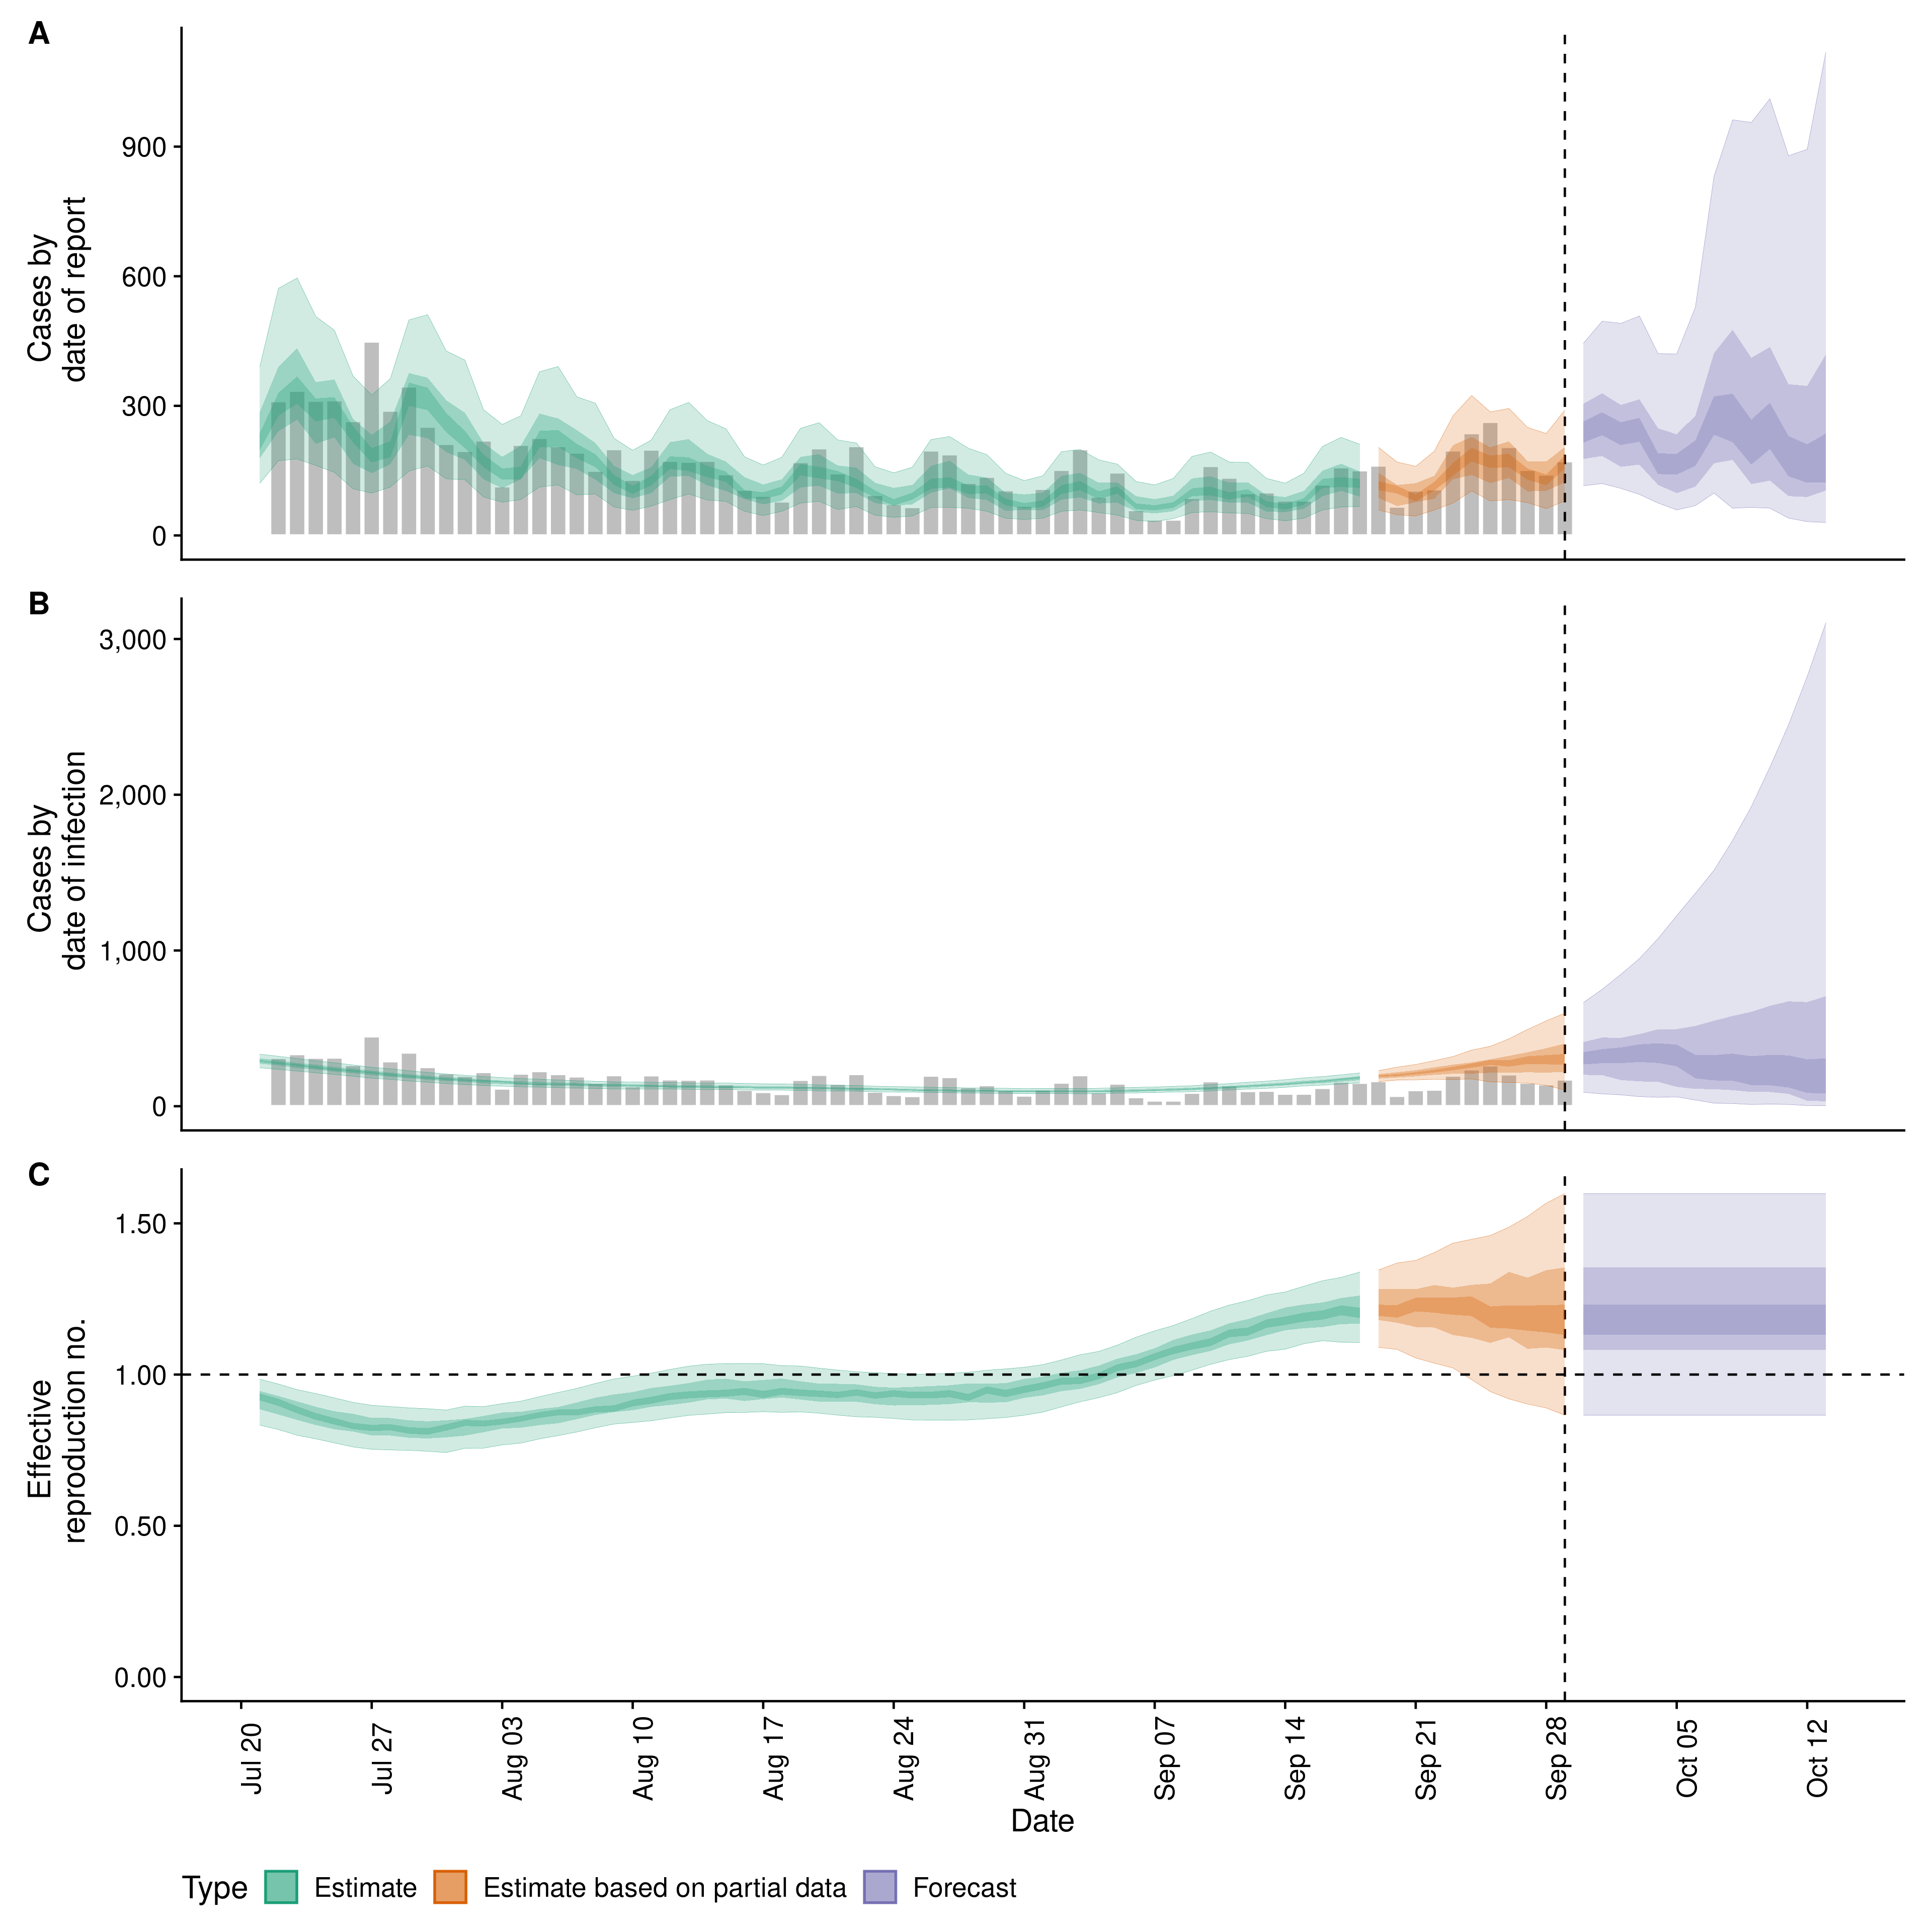 A
Cases by
date of report
900
600
300
0
B
Cases by
date of infection
3,000
2,000
1,000
0
C
Effective
reproduction no.
1.50
1.00
0.50
0.00
Jul 20
Jul 27
Aug 03
Aug 10
Aug 17
Aug 24
Aug 31
Sep 07
Sep 14
Sep 21
Sep 28
Oct 05
Oct 12
Date
Type Estimate Estimate based on partial data Forecast